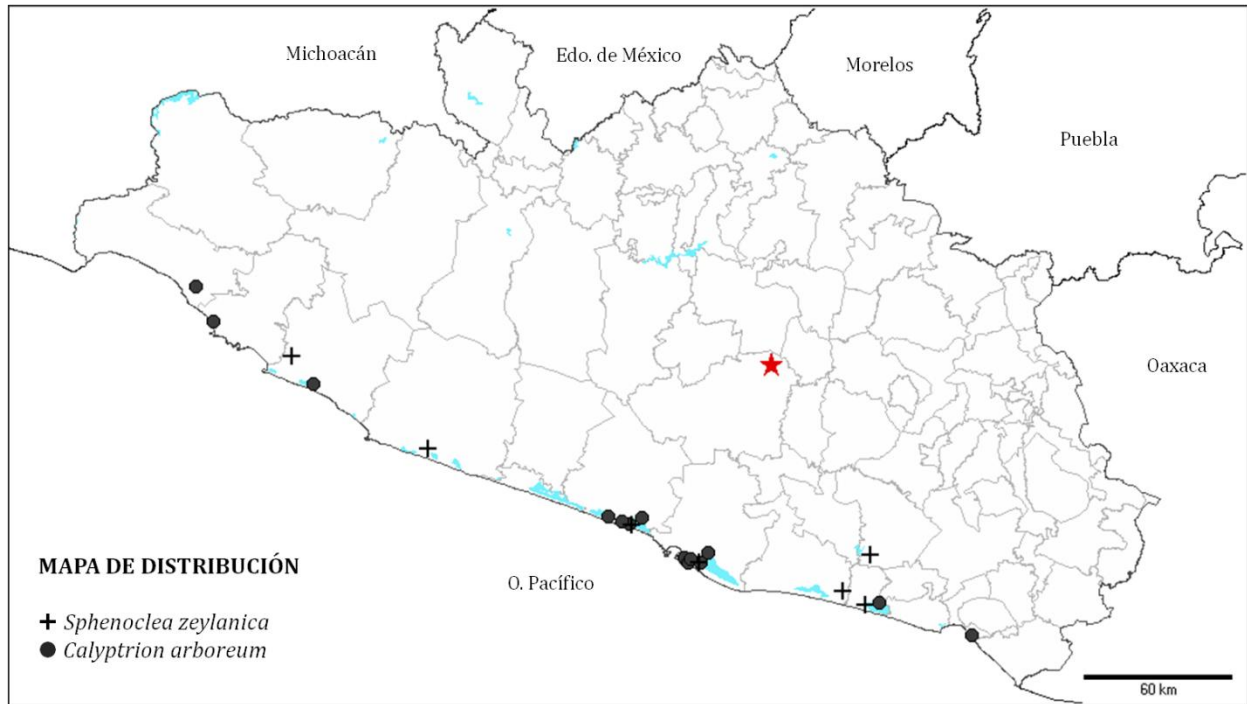 Michoacán
Edo. de México
Morelos
Puebla
Oaxaca
MAPA DE DISTRIBUCIÓN
O. Pacífico
Sphenoclea zeylanica
Calyptrion arboreum
60 km